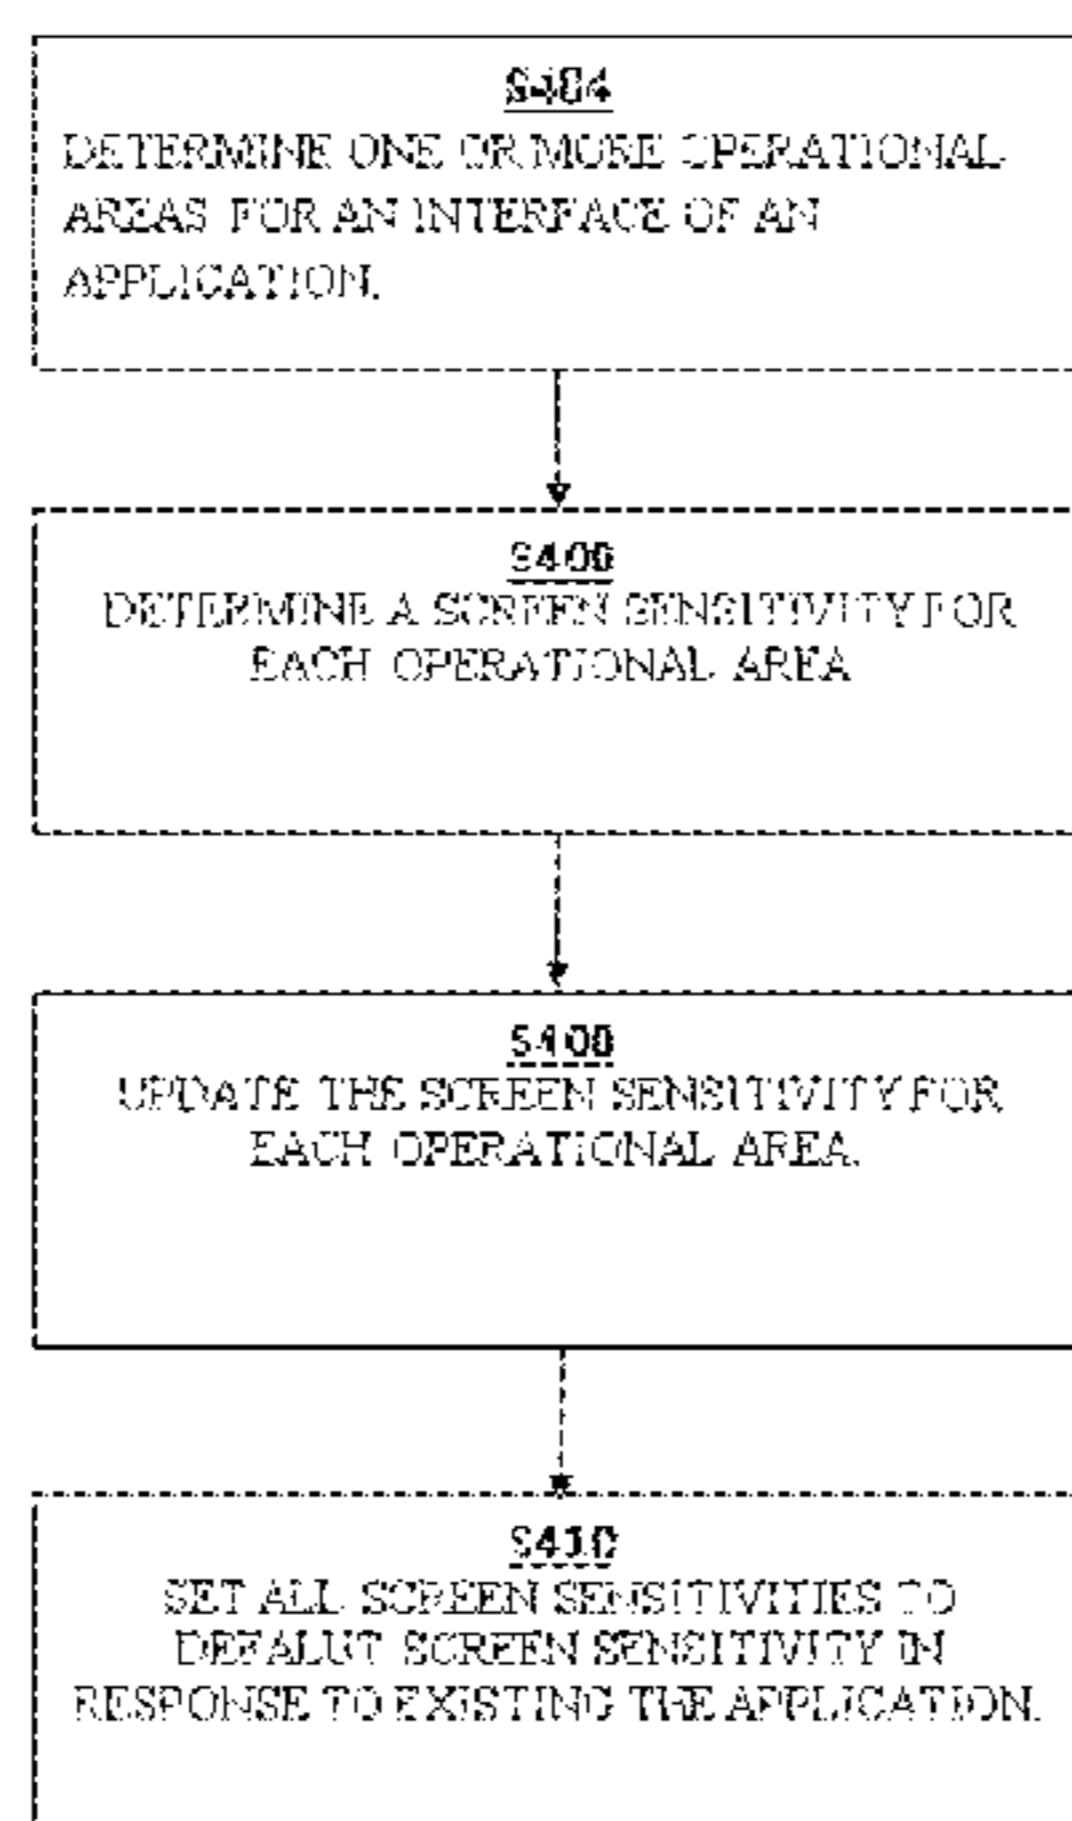 S404
DETERMINE ONE OR MORE OPERATIONAL
AREAS FOR AN INTERFACE OF AN
APPLICATION.
S406
DETERMINE A SCREEN SENSITIVITY FOR
EACH OPERATIONAL AREA
S408
UPDATE THE SCREEN SENSITIVITY FOR
EACH OPERATIONAL AREA.
S410
SET ALL SCREEN SENSITIVITIES TO
DEFALUT SCREEN SENSITIVITY IN
RESPONSE TO EXISTING THE APPLICATION.